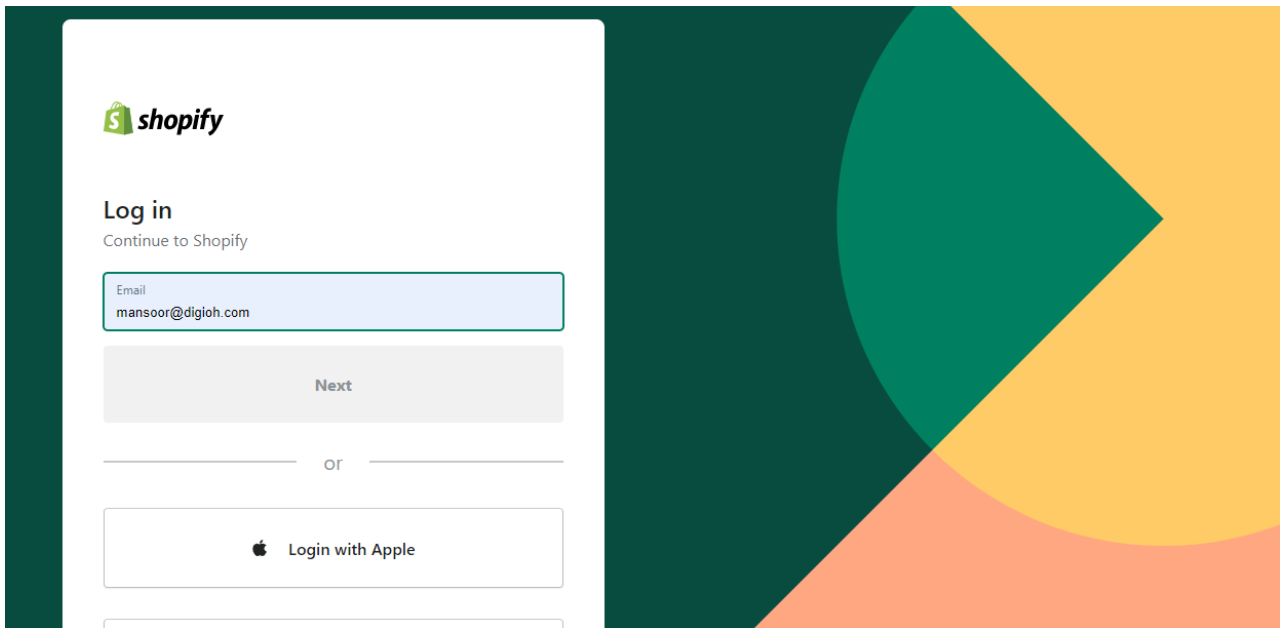 shopify
Log in
Continue to Shopify
Email
mansoor@digioh.com
Next
or
Login with Apple